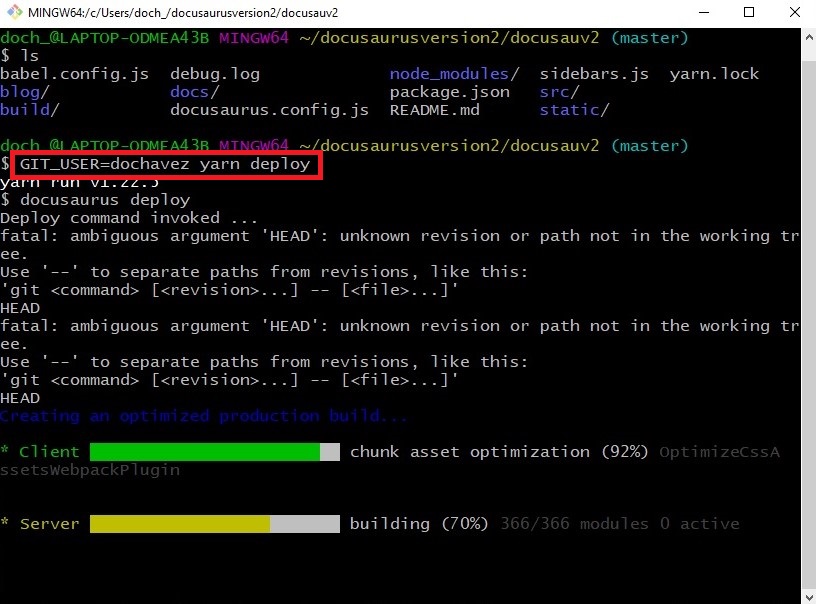 MINGW64:/c/Users/doch_/docusaurusversion2/docusauv2
doch_@LAPTOP-ODMEA43B MINGW64 ~/docusaurusversion2/docusauv2 (master)
$ ls
babel.config.js  debug.log             node_modules/  sidebars.js  yarn.lock
blog/            docs/                 package.json   src/
build/           docusaurus.config.js  README.md      static/
doch_@LAPTOP-ODMEA43B MINGW64 ~/docusaurusversion2/docusauv2 (master)
$ GIT_USER=dochavez yarn deploy
yarn run v1.22.5
$ docusaurus deploy
Deploy command invoked ...
fatal: ambiguous argument 'HEAD': unknown revision or path not in the working tr
ee.
Use '--' to separate paths from revisions, like this:
'git <command> [<revision>...] -- [<file>...]'
HEAD
fatal: ambiguous argument 'HEAD': unknown revision or path not in the working tr
ee.
Use '--' to separate paths from revisions, like this:
'git <command> [<revision>...] -- [<file>...]'
HEAD
Creating an optimized production build...
* Client chunk asset optimization (92%) OptimizeCssA
ssetsWebpackPlugin
* Server building (70%) 366/366 modules 0 active